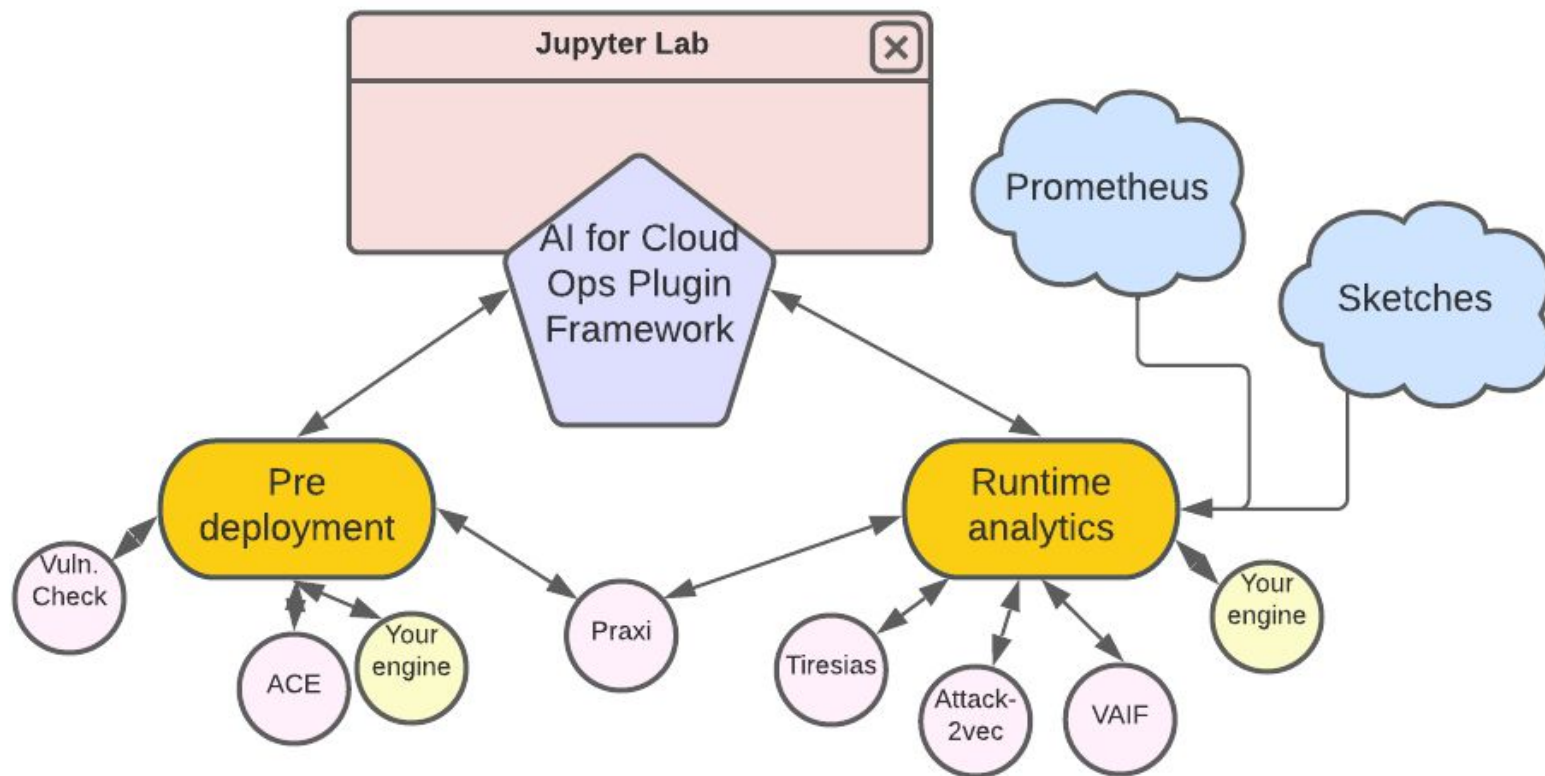 Jupyter Lab
Prometheus
Sketches
AI for Cloud
Ops Plugin
Framework
Pre
deployment
Runtime
analytics
Vuln.
Check
ACE
Your
engine
Praxi
Tiresias
Attack-
2vec
VAIF
Your
engine